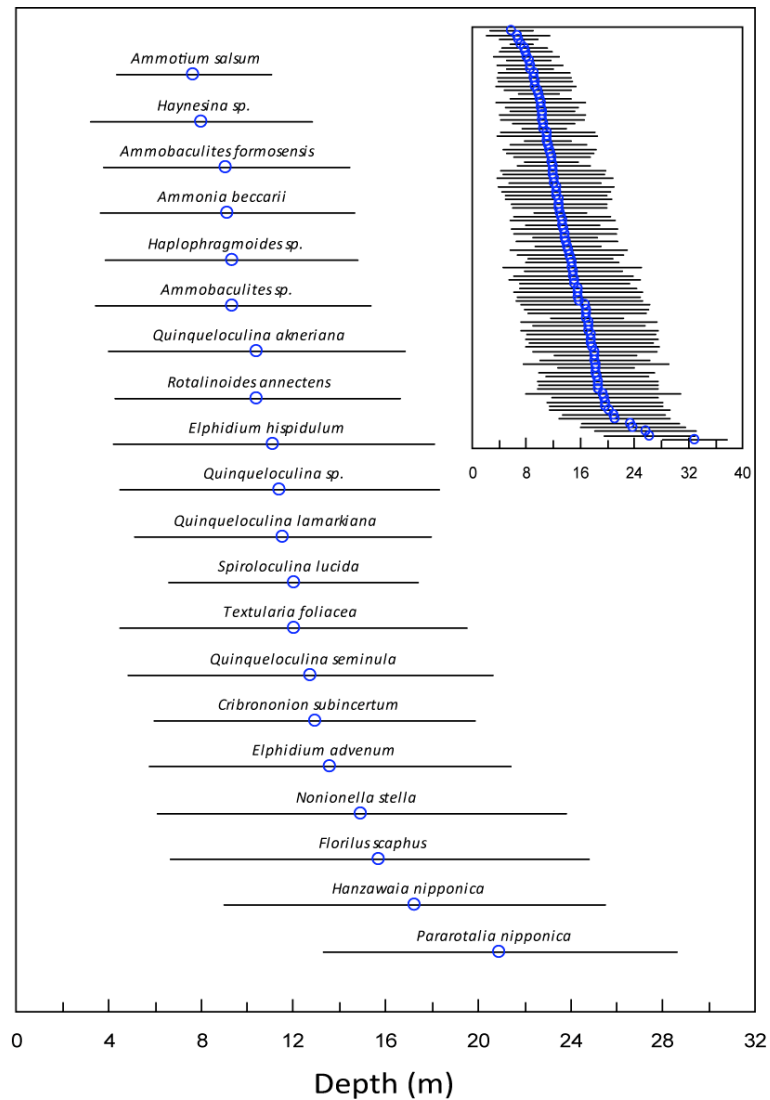 Ammotium salsum
Haynesina sp.
Ammobaculites formosensis
Ammonia beccarii
Haplophragmoides sp.
Ammobaculites sp.
Quinqueloculina akneriana
Rotalinoides annectens
Elphidium hispidulum
Quinqueloculina sp.
Quinqueloculina lamarkiana
Spiroloculina lucida
Textularia foliacea
Quinqueloculina seminula
Cribrononion subincertum
Elphidium advenum
Nonionella stella
Florilus scaphus
Hanzawaia nipponica
Pararotalia nipponica
0 8 16 24 32 40
0 4 8 12 16 20 24 28 32
Depth (m)